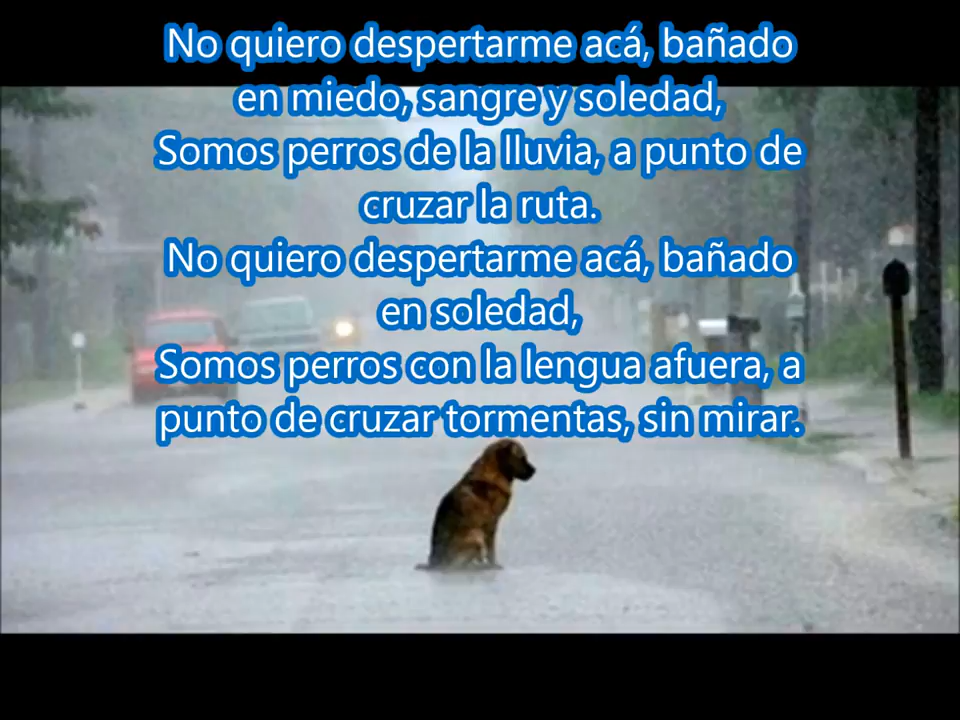 No quiero despertarme acá, bañado
en miedo, sangre y soledad,
Somos perros de la lluvia, a punto de
cruzar la ruta.
No quiero despertarme acá, bañado
en soledad,
Somos perros con la lengua afuera, a
punto de cruzar tormentas, sin mirar.